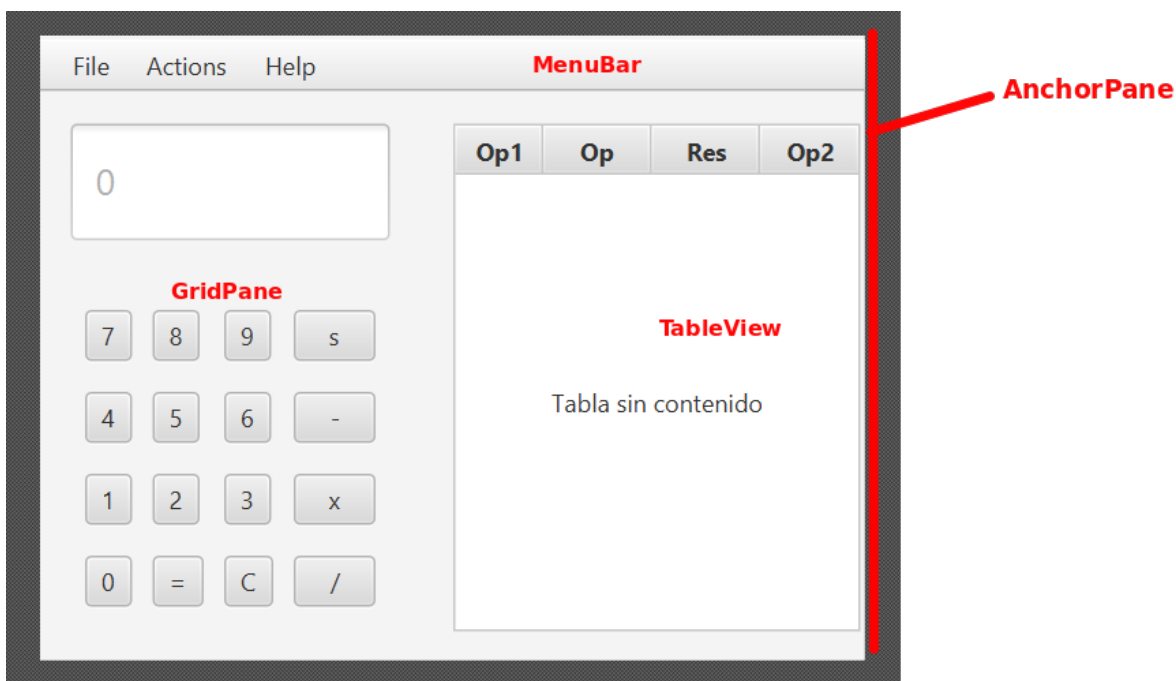 File Actions Help MenuBar
AnchorPane
Op1 Op Res Op2
0
GridPane
TableView
7 8 9 s
Tabla sin contenido
4 5 6 -
1 2 3 x
0 = C /